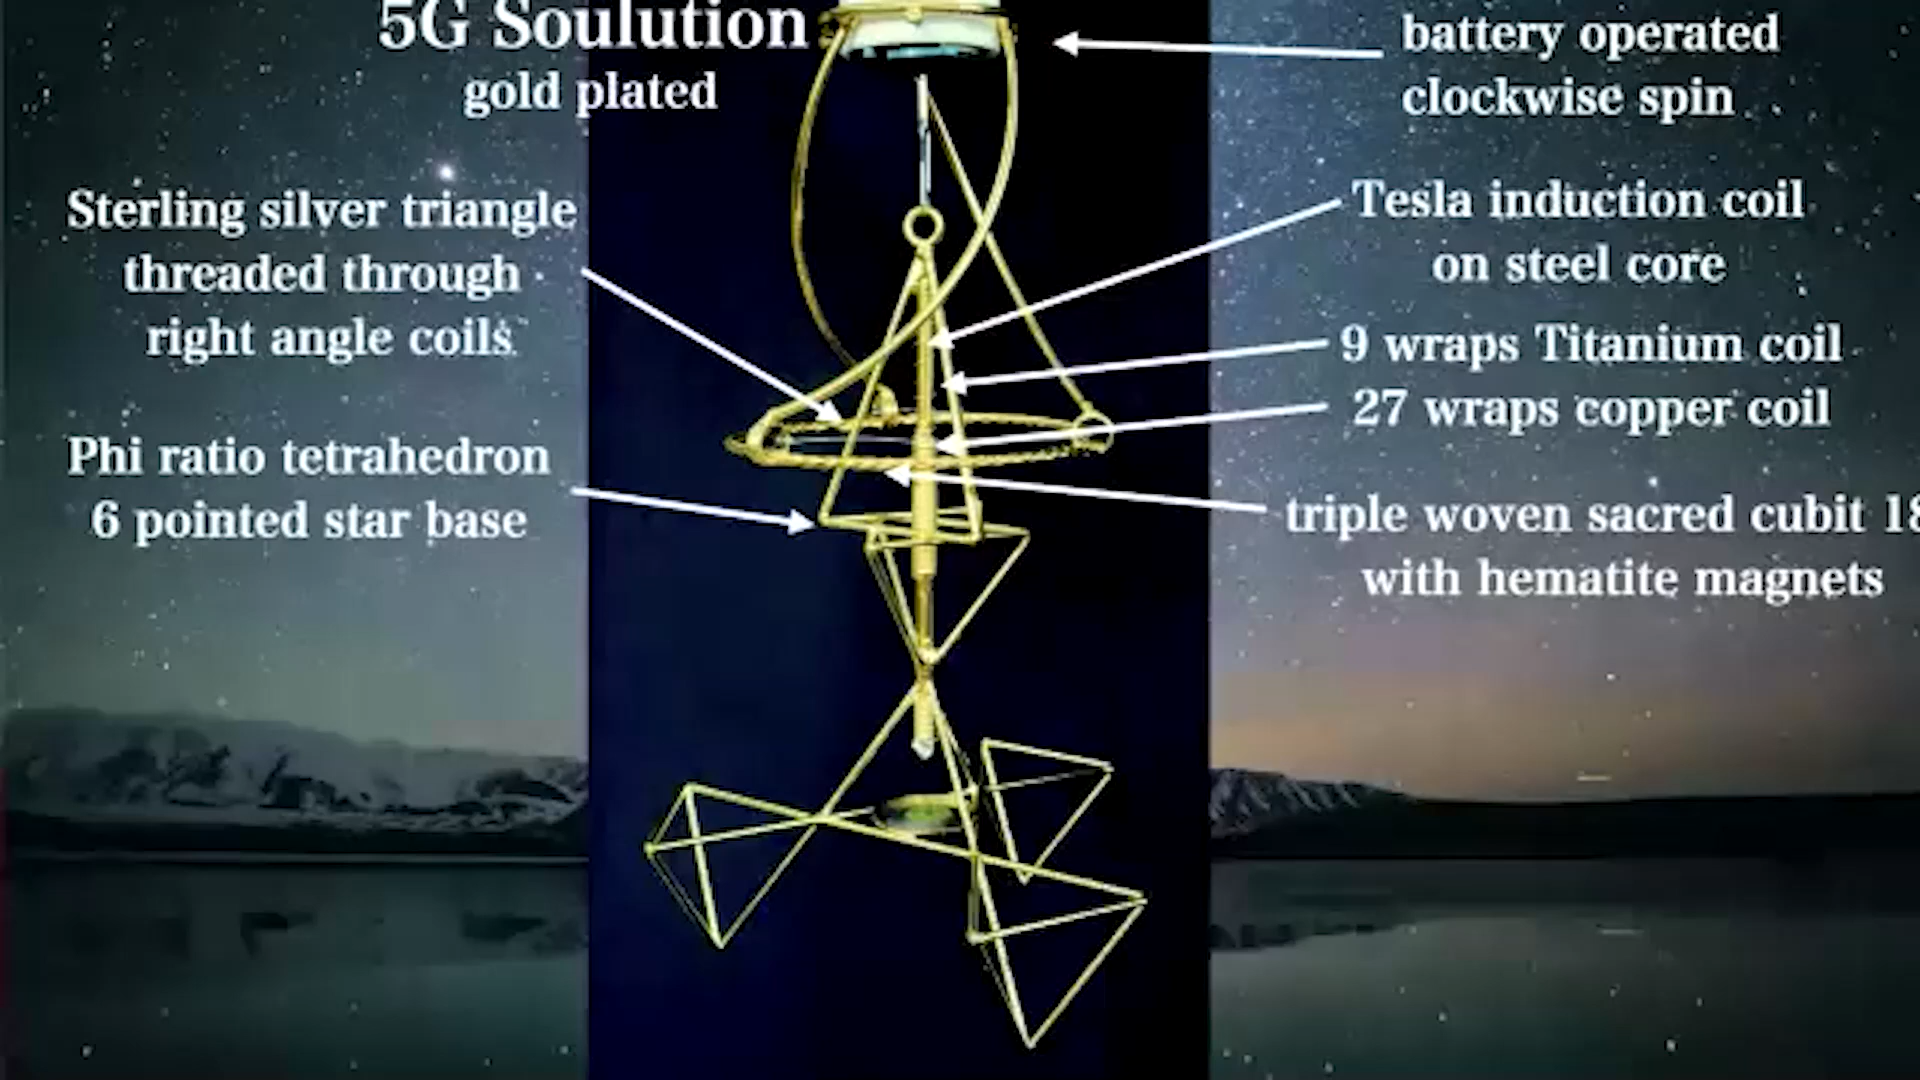 5G Soulution
gold plated
battery operated
clockwise spin
Sterling silver triangle
threaded through
right angle coils
Tesla induction coil
on steel core
9 wraps Titanium coil
27 wraps copper coil
Phi ratio tetrahedron
6 pointed star base
triple woven sacred cubit 18
with hematite magnets